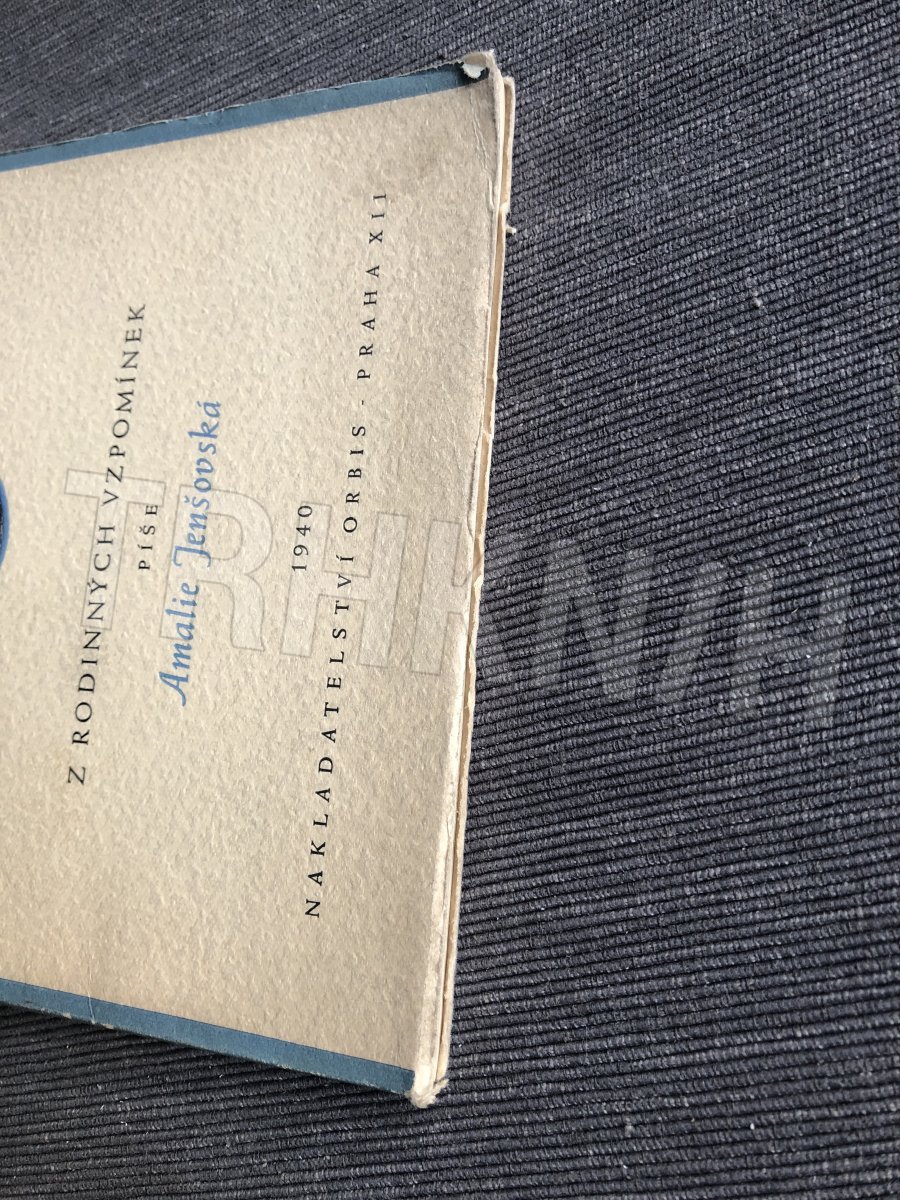 Z RODINNÝCH VZPOMÍNEK
PÍŠE
Amalie Jenšovská
1940
NAKLADATELSTVÍ ORBIS - PRAHA XII